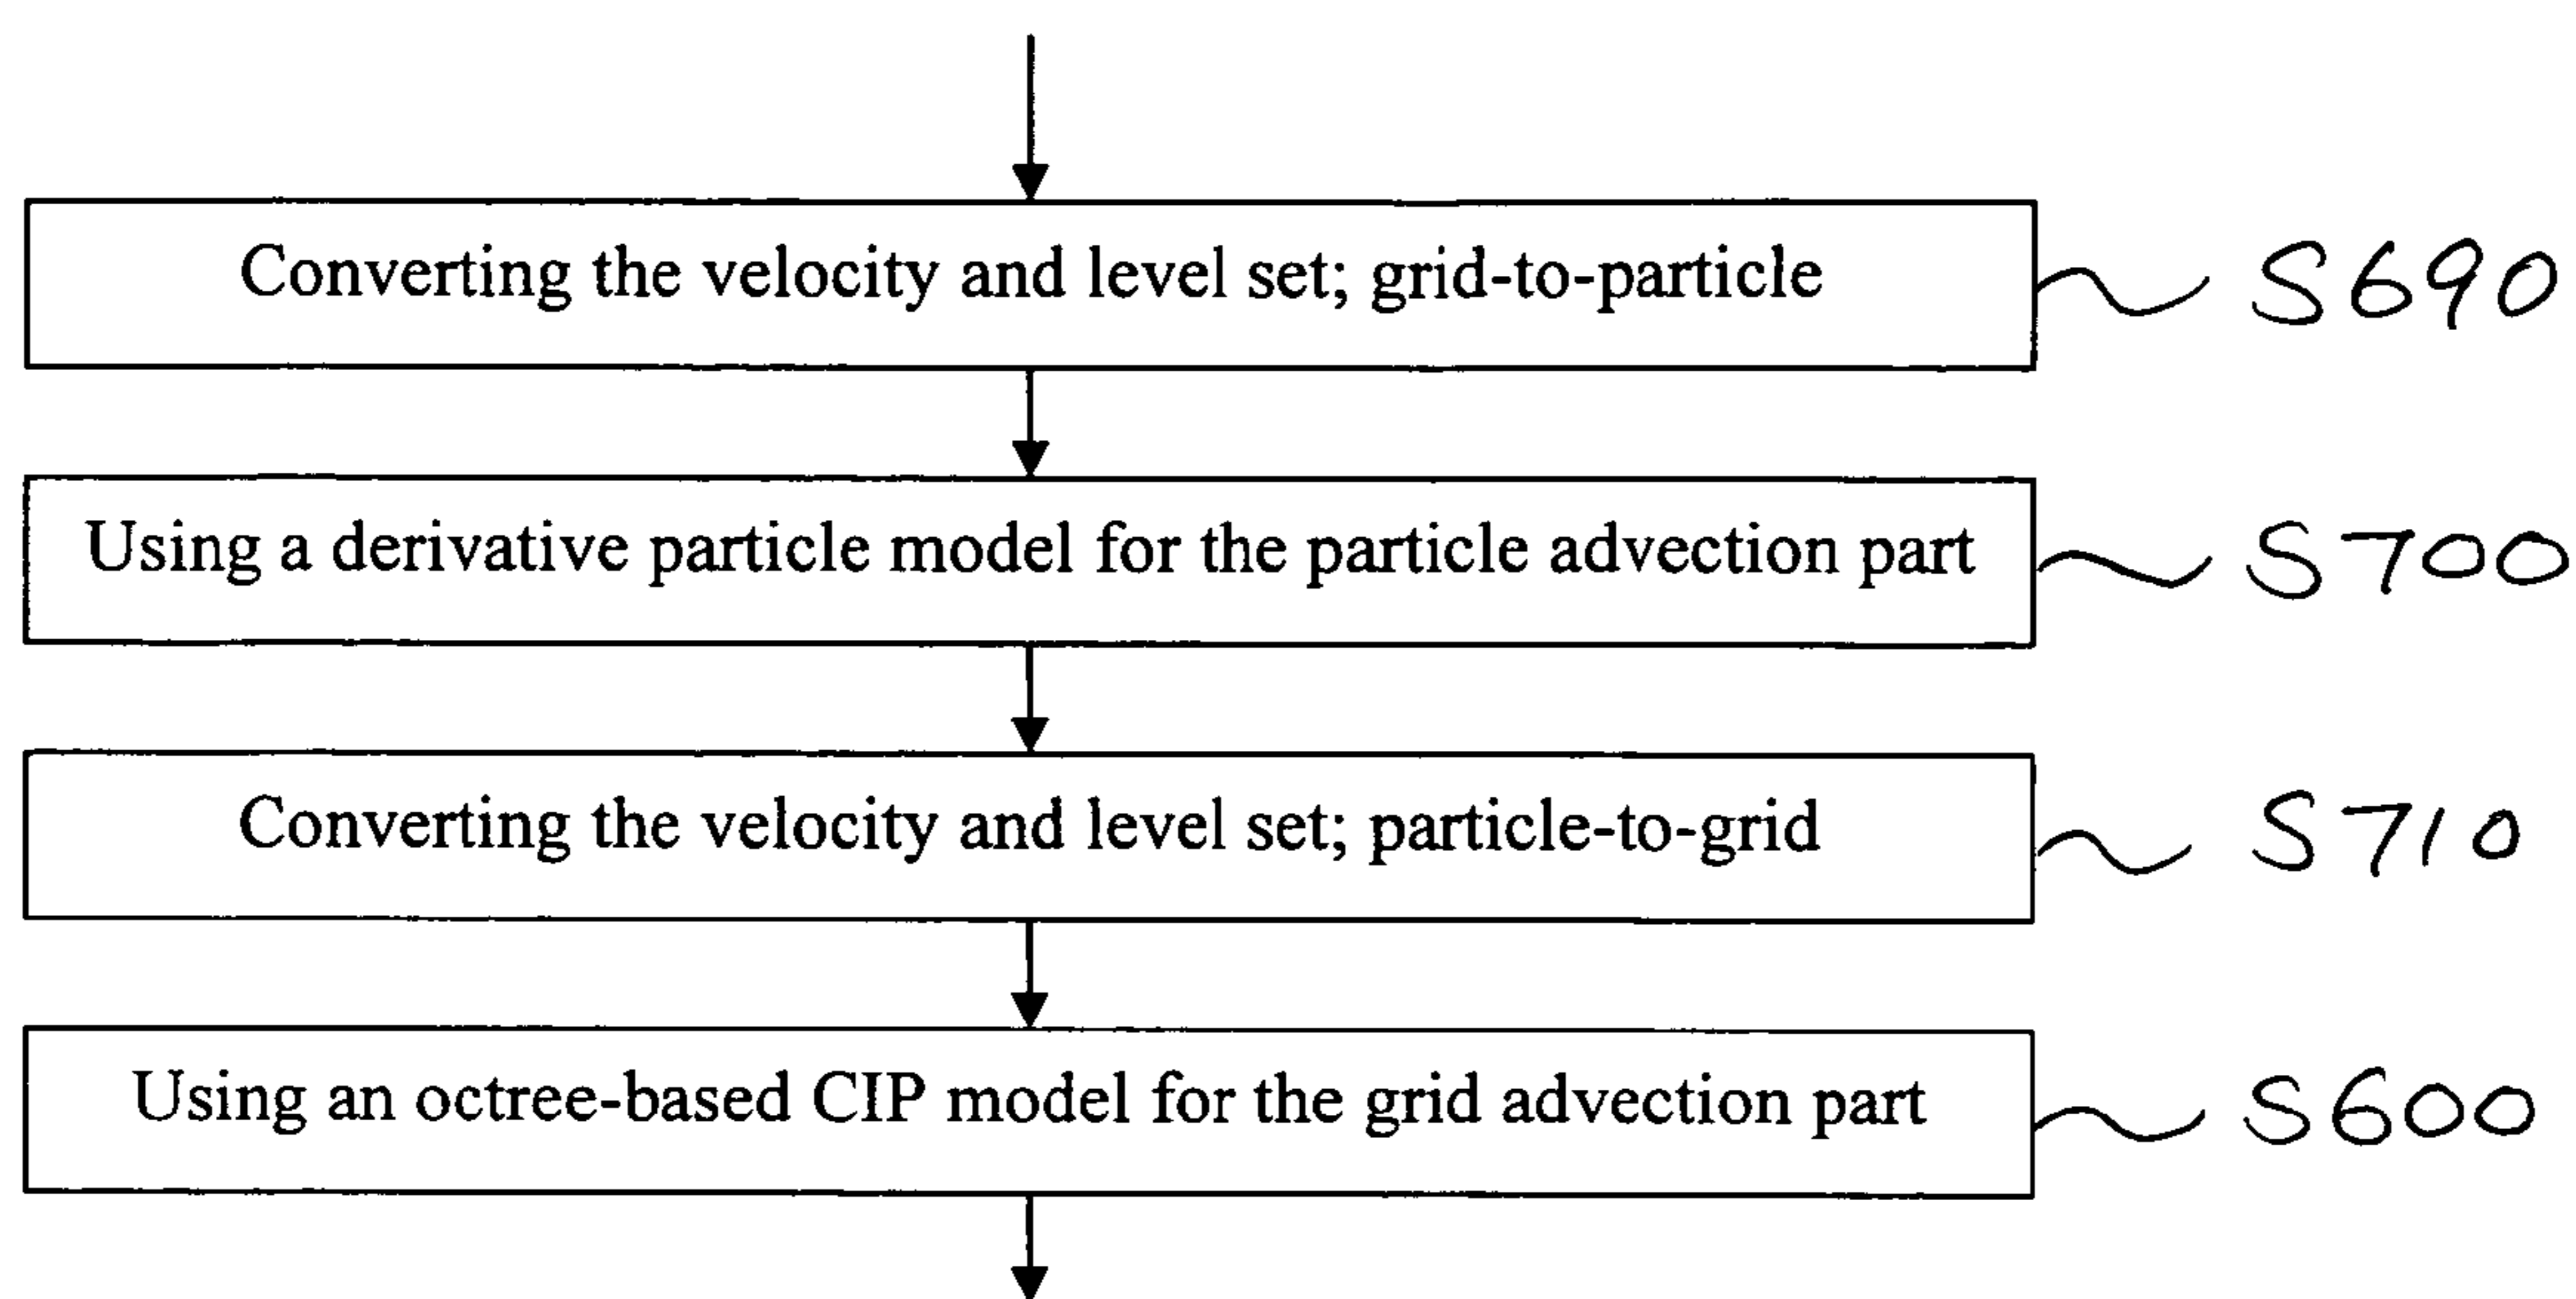 Converting the velocity and level set; grid-to-particle
S690
Using a derivative particle model for the particle advection part
S700
Converting the velocity and level set; particle-to-grid
S710
Using an octree-based CIP model for the grid advection part
S600